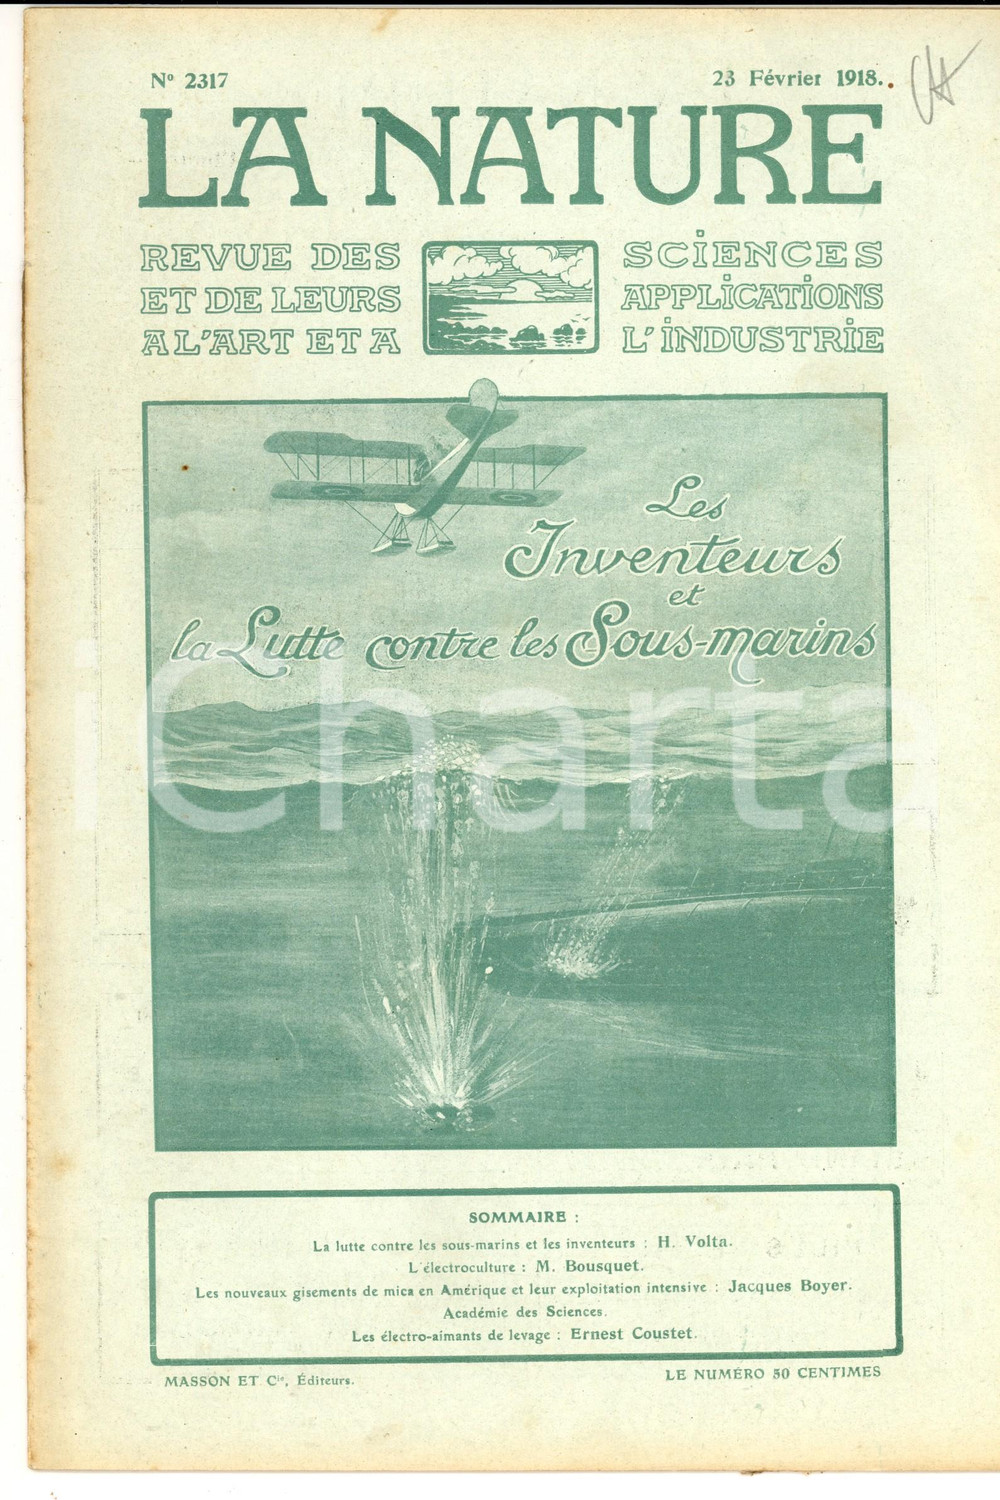 Nº 2317
23 Février 1918.
LA NATURE
REVUE DES SCIENCES
ET DE LEURS APPLICATIONS
A L'ART ET A L'INDUSTRIE
Les
Inventeurs
et
la Lutte contre les Sous-marins
iCharta
SOMMAIRE :
La lutte contre les sous-marins et les inventeurs : H. Volta.
L'électroculture : M. Bousquet.
Les nouveaux gisements de mica en Amérique et leur exploitation intensive : Jacques Boyer.
Académie des Sciences.
Les électro-aimants de levage : Ernest Coustet.
MASSON ET Cie, Éditeurs.
LE NUMÉRO 50 CENTIMES